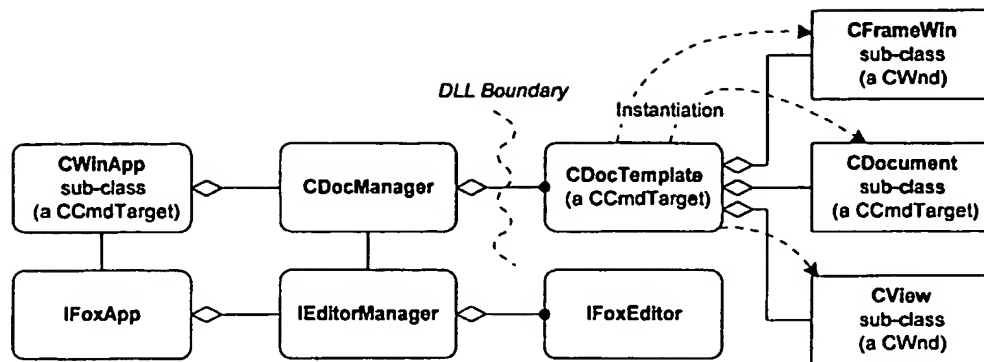 CFrameWin
sub-class
(a CWnd)
DLL Boundary
Instantiation
CWinApp
sub-class
(a CCmdTarget)
CDocManager
CDocTemplate
(a CCmdTarget)
CDocument
sub-class
(a CCmdTarget)
IFoxApp
IEditorManager
IFoxEditor
CView
sub-class
(a CWnd)